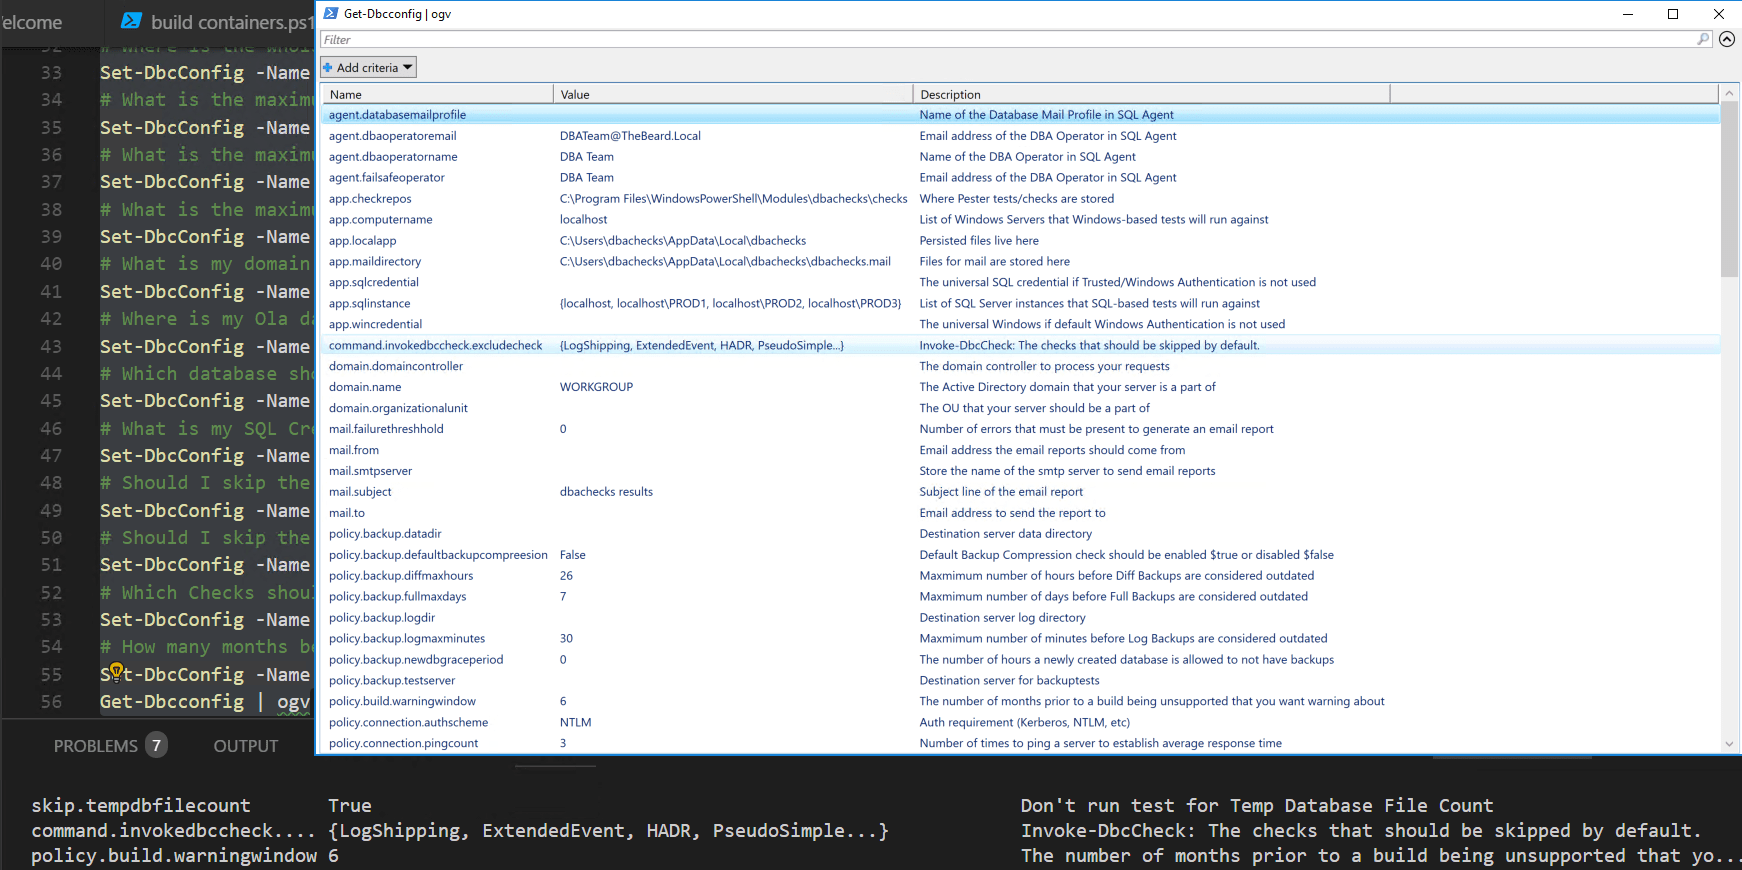 elcome
build containers.ps1
Get-Dbcconfig | ogv
Filter
Add criteria
Name Value Description
agent.databasemailprofile Name of the Database Mail Profile in SQL Agent
agent.dbaoperatoremail DBATeam@TheBeard.Local Email address of the DBA Operator in SQL Agent
agent.dbaoperatorname DBA Team Name of the DBA Operator in SQL Agent
agent.failsafeoperator DBA Team Email address of the DBA Operator in SQL Agent
app.checkrepos C:\Program Files\WindowsPowerShell\Modules\dbachecks\checks Where Pester tests/checks are stored
app.computername localhost List of Windows Servers that Windows-based tests will run against
app.localapp C:\Users\dbachecks\AppData\Local\dbachecks Persisted files live here
app.maildirectory C:\Users\dbachecks\AppData\Local\dbachecks\dbachecks.mail Files for mail are stored here
app.sqlcredential The universal SQL credential if Trusted/Windows Authentication is not used
app.sqlinstance {localhost, localhost\PROD1, localhost\PROD2, localhost\PROD3} List of SQL Server instances that SQL-based tests will run against
app.wincredential The universal Windows if default Windows Authentication is not used
command.invokedbccheck.excludecheck {LogShipping, ExtendedEvent, HADR, PseudoSimple...} Invoke-DbcCheck: The checks that should be skipped by default.
domain.domaincontroller The domain controller to process your requests
domain.name WORKGROUP The Active Directory domain that your server is a part of
domain.organizationalunit The OU that your server should be a part of
mail.failurethreshhold 0 Number of errors that must be present to generate an email report
mail.from Email address the email reports should come from
mail.smtpserver Store the name of the smtp server to send email reports
mail.subject dbachecks results Subject line of the email report
mail.to Email address to send the report to
policy.backup.datadir Destination server data directory
policy.backup.defaultbackupcompreesion False Default Backup Compression check should be enabled $true or disabled $false
policy.backup.diffmaxhours 26 Maxmimum number of hours before Diff Backups are considered outdated
policy.backup.fullmaxdays 7 Maxmimum number of days before Full Backups are considered outdated
policy.backup.logdir Destination server log directory
policy.backup.logmaxminutes 30 Maxmimum number of minutes before Log Backups are considered outdated
policy.backup.newdbgraceperiod 0 The number of hours a newly created database is allowed to not have backups
policy.backup.testserver Destination server for backuptests
policy.build.warningwindow 6 The number of months prior to a build being unsupported that you want warning about
policy.connection.authscheme NTLM Auth requirement (Kerberos, NTLM, etc)
policy.connection.pingcount 3 Number of times to ping a server to establish average response time
32 # Where is the whois
33 Set-DbcConfig -Name
34 # What is the maximu
35 Set-DbcConfig -Name
36 # What is the maximu
37 Set-DbcConfig -Name
38 # What is the maximu
39 Set-DbcConfig -Name
40 # What is my domain
41 Set-DbcConfig -Name
42 # Where is my Ola da
43 Set-DbcConfig -Name
44 # Which database sho
45 Set-DbcConfig -Name
46 # What is my SQL Cre
47 Set-DbcConfig -Name
48 # Should I skip the
49 Set-DbcConfig -Name
50 # Should I skip the
51 Set-DbcConfig -Name
52 # Which Checks shoul
53 Set-DbcConfig -Name
54 # How many months be
55 Set-DbcConfig -Name
56 Get-Dbcconfig | ogv
PROBLEMS 7 OUTPUT
skip.tempdbfilecount True Don't run test for Temp Database File Count
command.invokedbccheck.... {LogShipping, ExtendedEvent, HADR, PseudoSimple...} Invoke-DbcCheck: The checks that should be skipped by default.
policy.build.warningwindow 6 The number of months prior to a build being unsupported that yo...